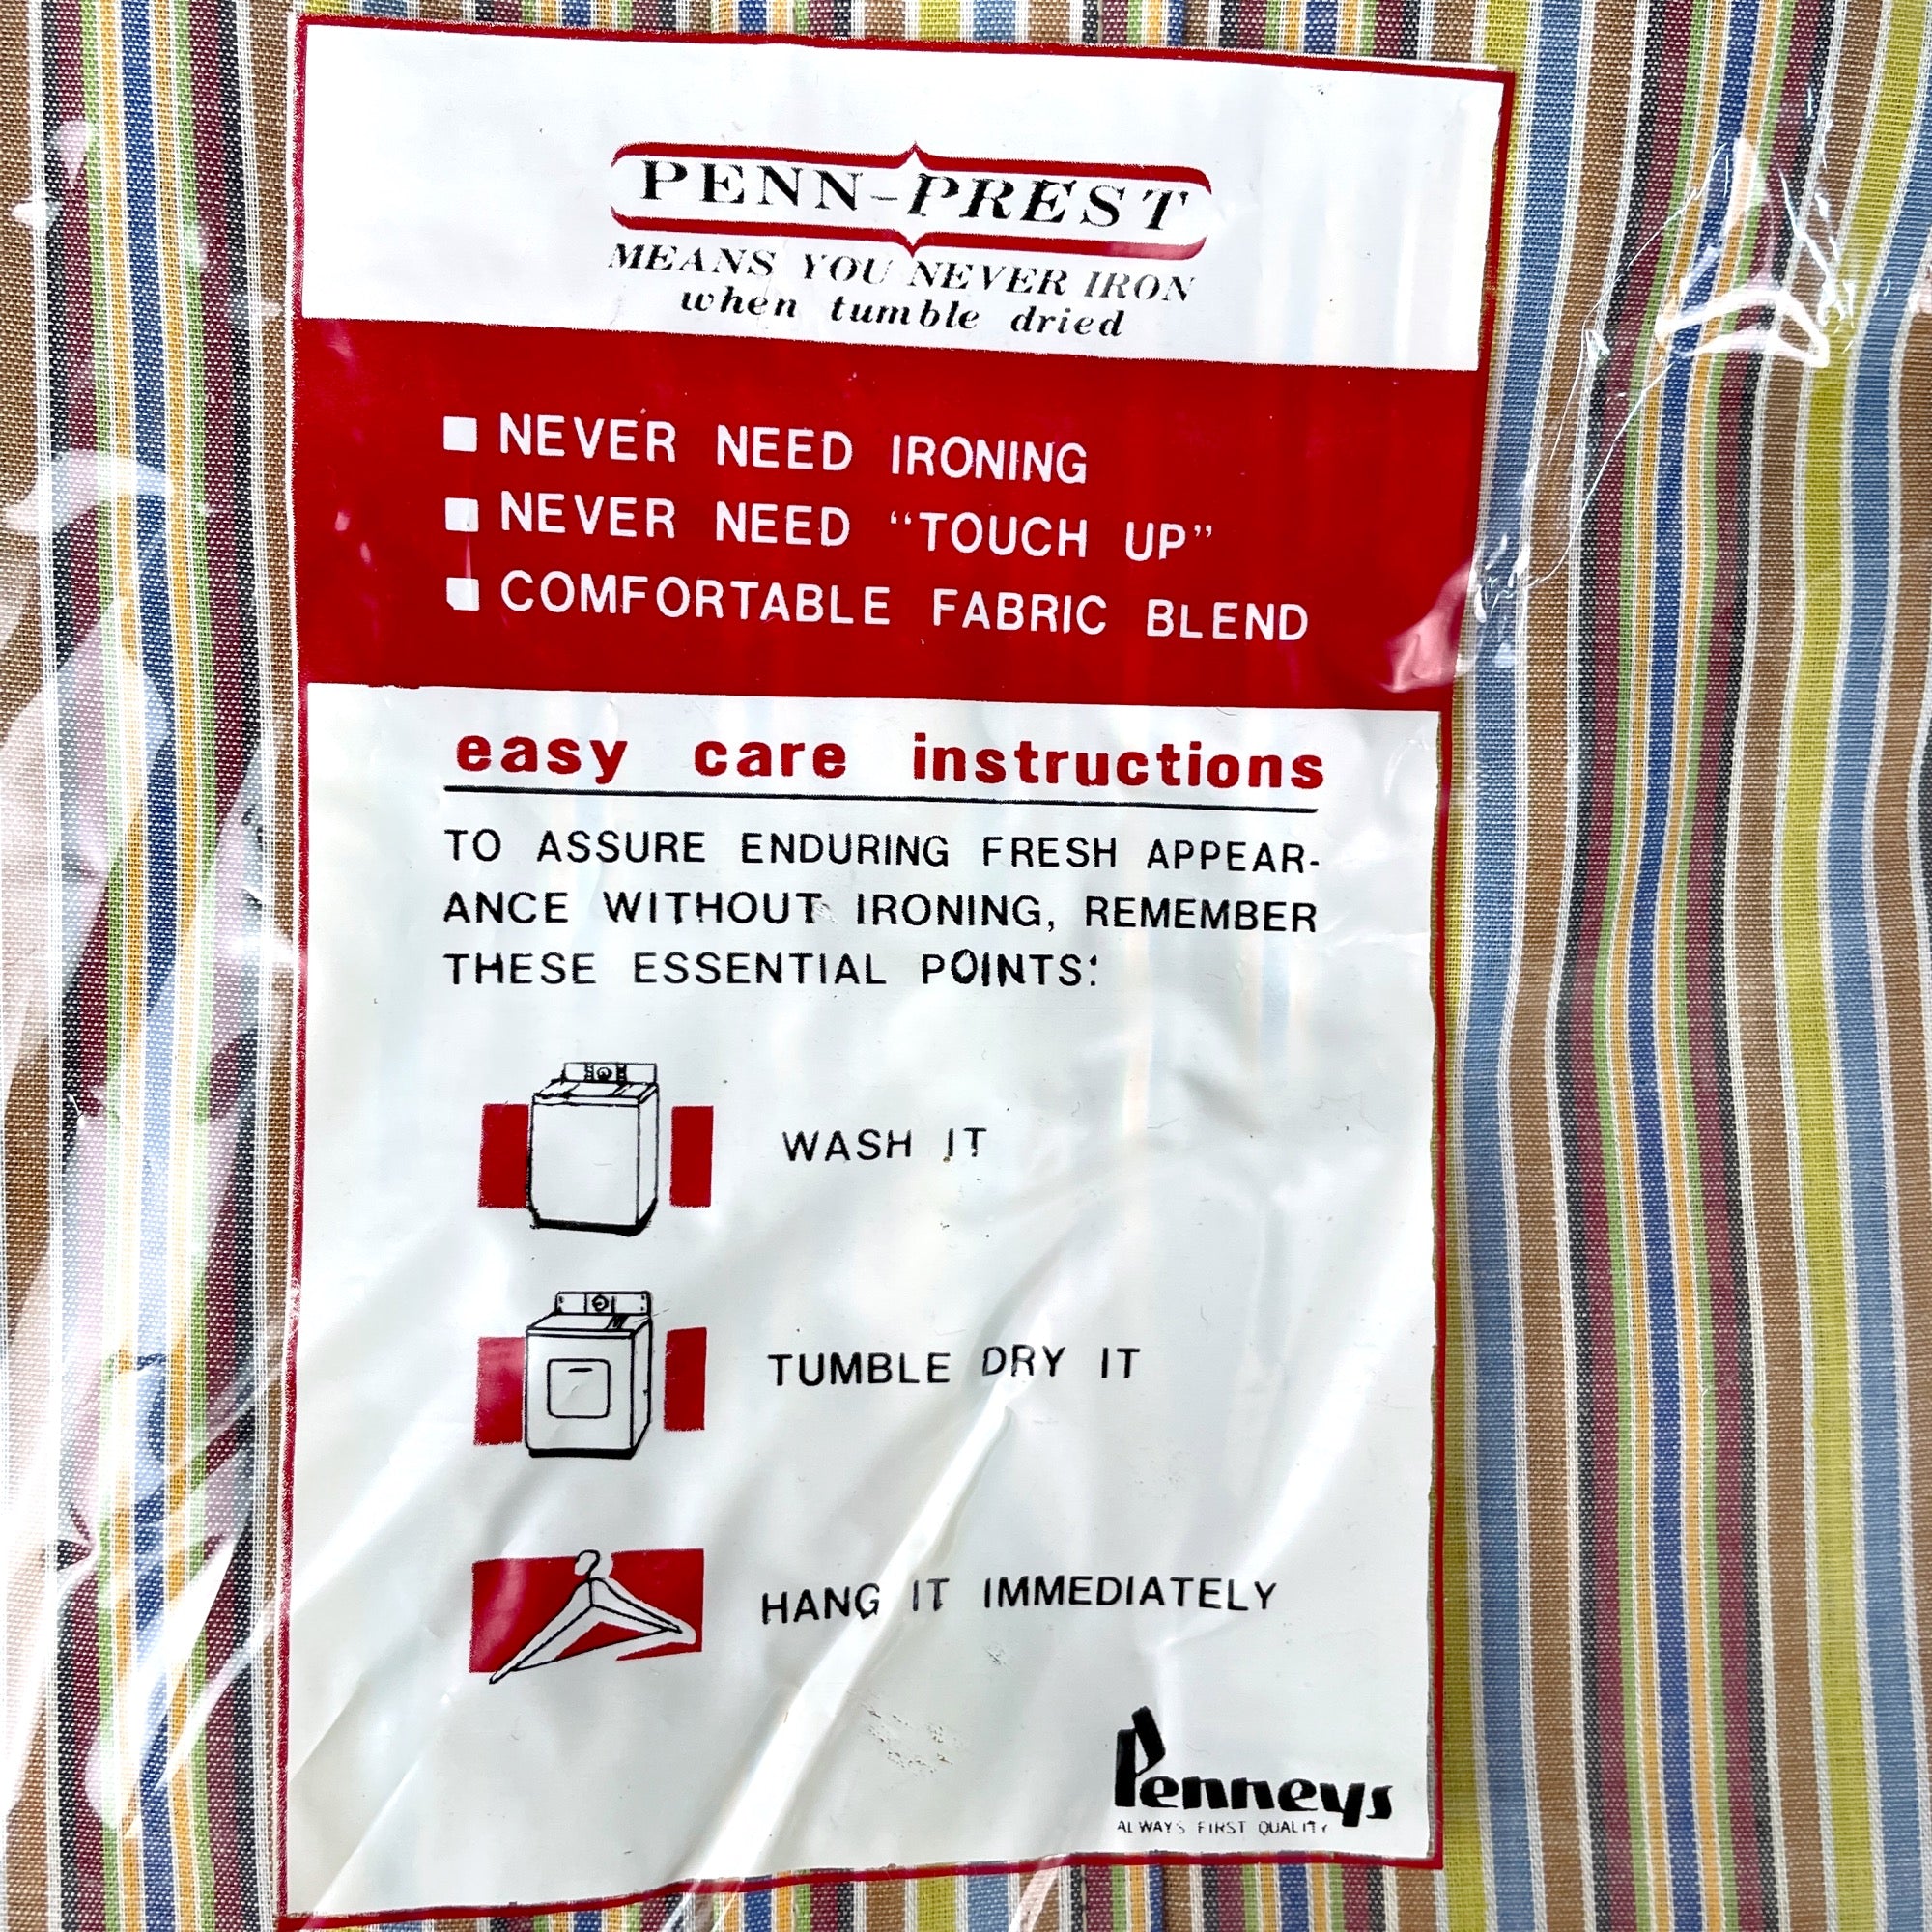 PENN-PREST
MEANS YOU NEVER IRON
when tumble dried
NEVER NEED IRONING
NEVER NEED “TOUCH UP”
COMFORTABLE FABRIC BLEND
easy care instructions
TO ASSURE ENDURING FRESH APPEAR-
ANCE WITHOUT IRONING, REMEMBER
THESE ESSENTIAL POINTS:
WASH IT
TUMBLE DRY IT
HANG IT IMMEDIATELY
Penneys
ALWAYS FIRST QUALITY